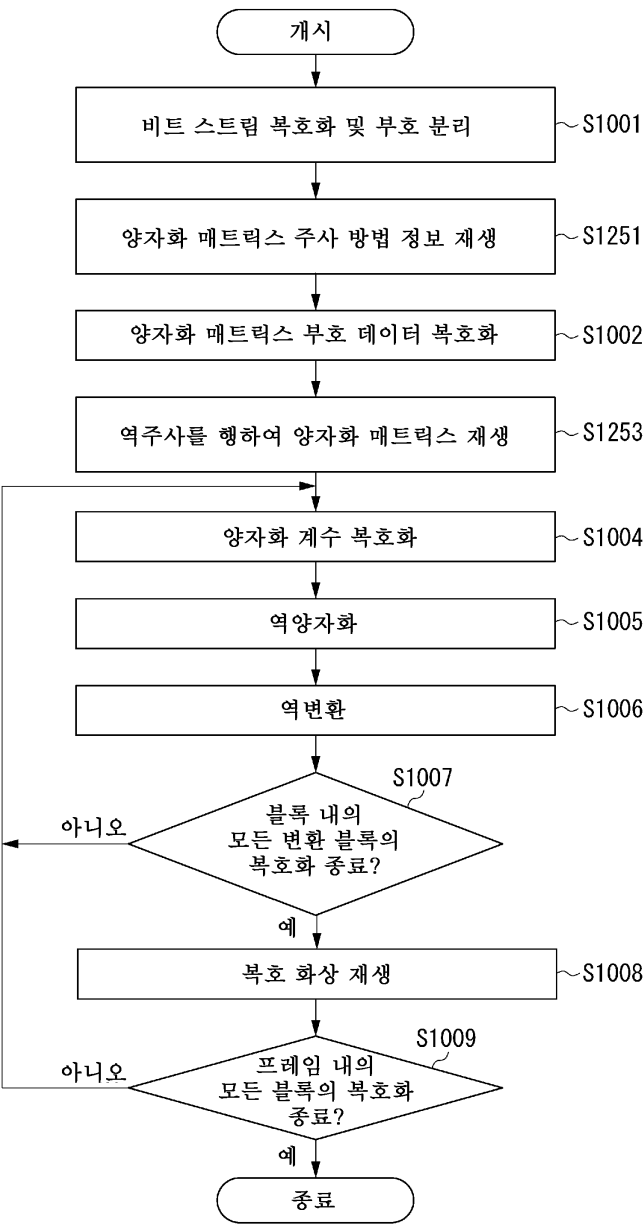 개시
비트 스트림 복호화 및 부호 분리
S1001
양자화 매트릭스 주사 방법 정보 재생
S1251
양자화 매트릭스 부호 데이터 복호화
S1002
역주사를 행하여 양자화 매트릭스 재생
S1253
양자화 계수 복호화
S1004
역양자화
S1005
역변환
S1006
S1007
아니오
블록 내의
모든 변환 블록의
복호화 종료?
예
복호 화상 재생
S1008
S1009
아니오
프레임 내의
모든 블록의 복호화
종료?
예
종료